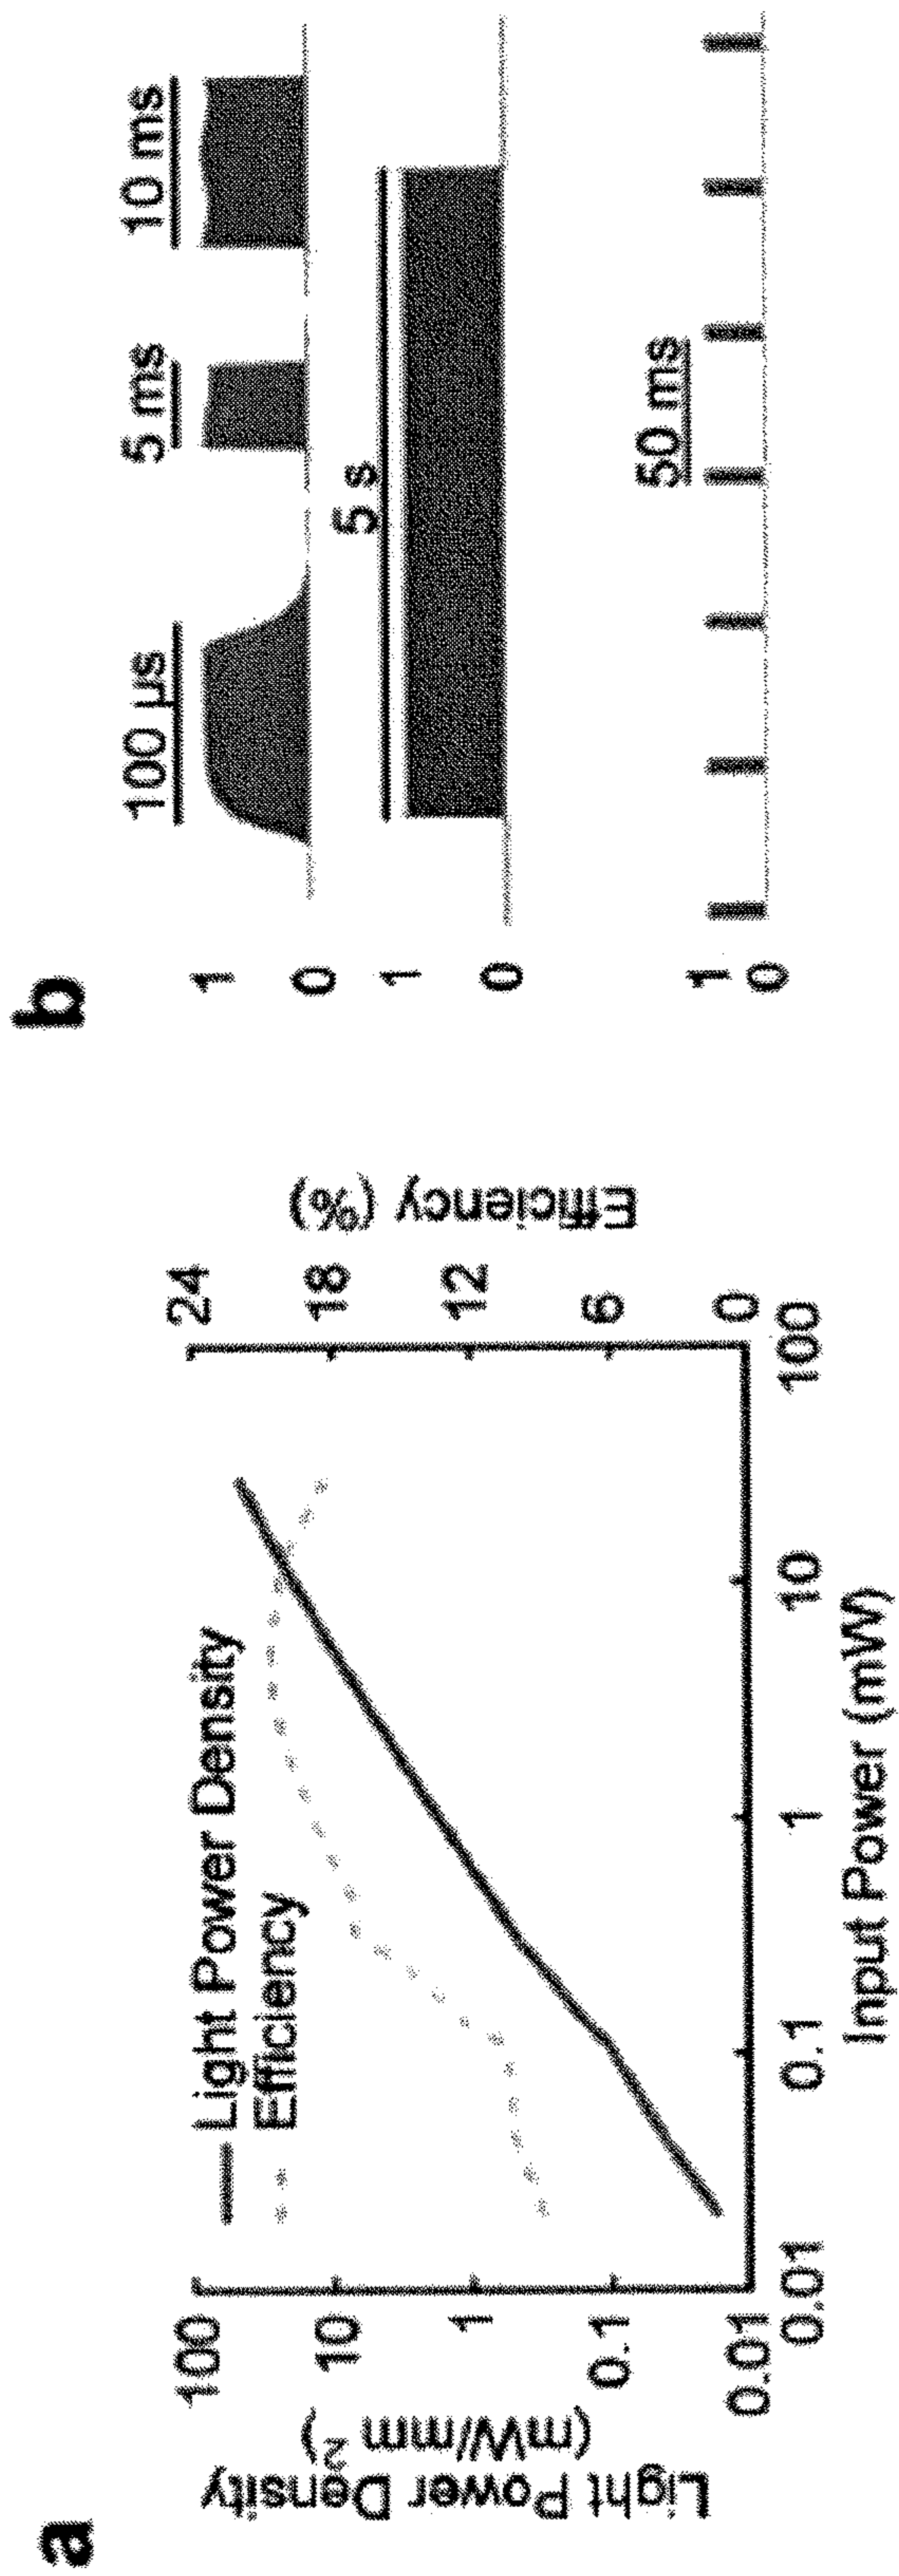 a
Light Power Density
(mW/mm²)
100
10
1
0.1
0.01
Light Power Density
Efficiency
24
18
12
6
0
Efficiency (%)
0.01
0.1
1
10
100
Input Power (mW)
b
100 µs
5 ms
10 ms
1
0
5 s
1
0
50 ms
1
0